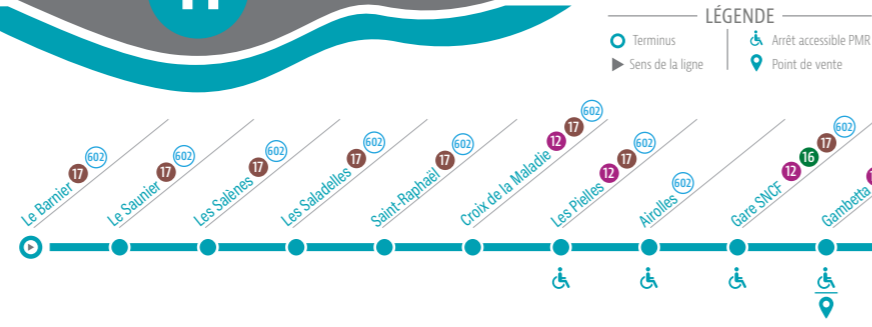 LÉGENDE
Terminus
Arrêt accessible PMR
Sens de la ligne
Point de vente
Le Barnier 17 602
Le Saunier 17 602
Les Salènes 17 602
Les Saladelles 17 602
Saint-Raphaël 17 602
Croix de la Maladie 12 17 602
Les Pielles 12 17 602
Airolles 602
Gare SNCF 12 16 17 602
Gambetta